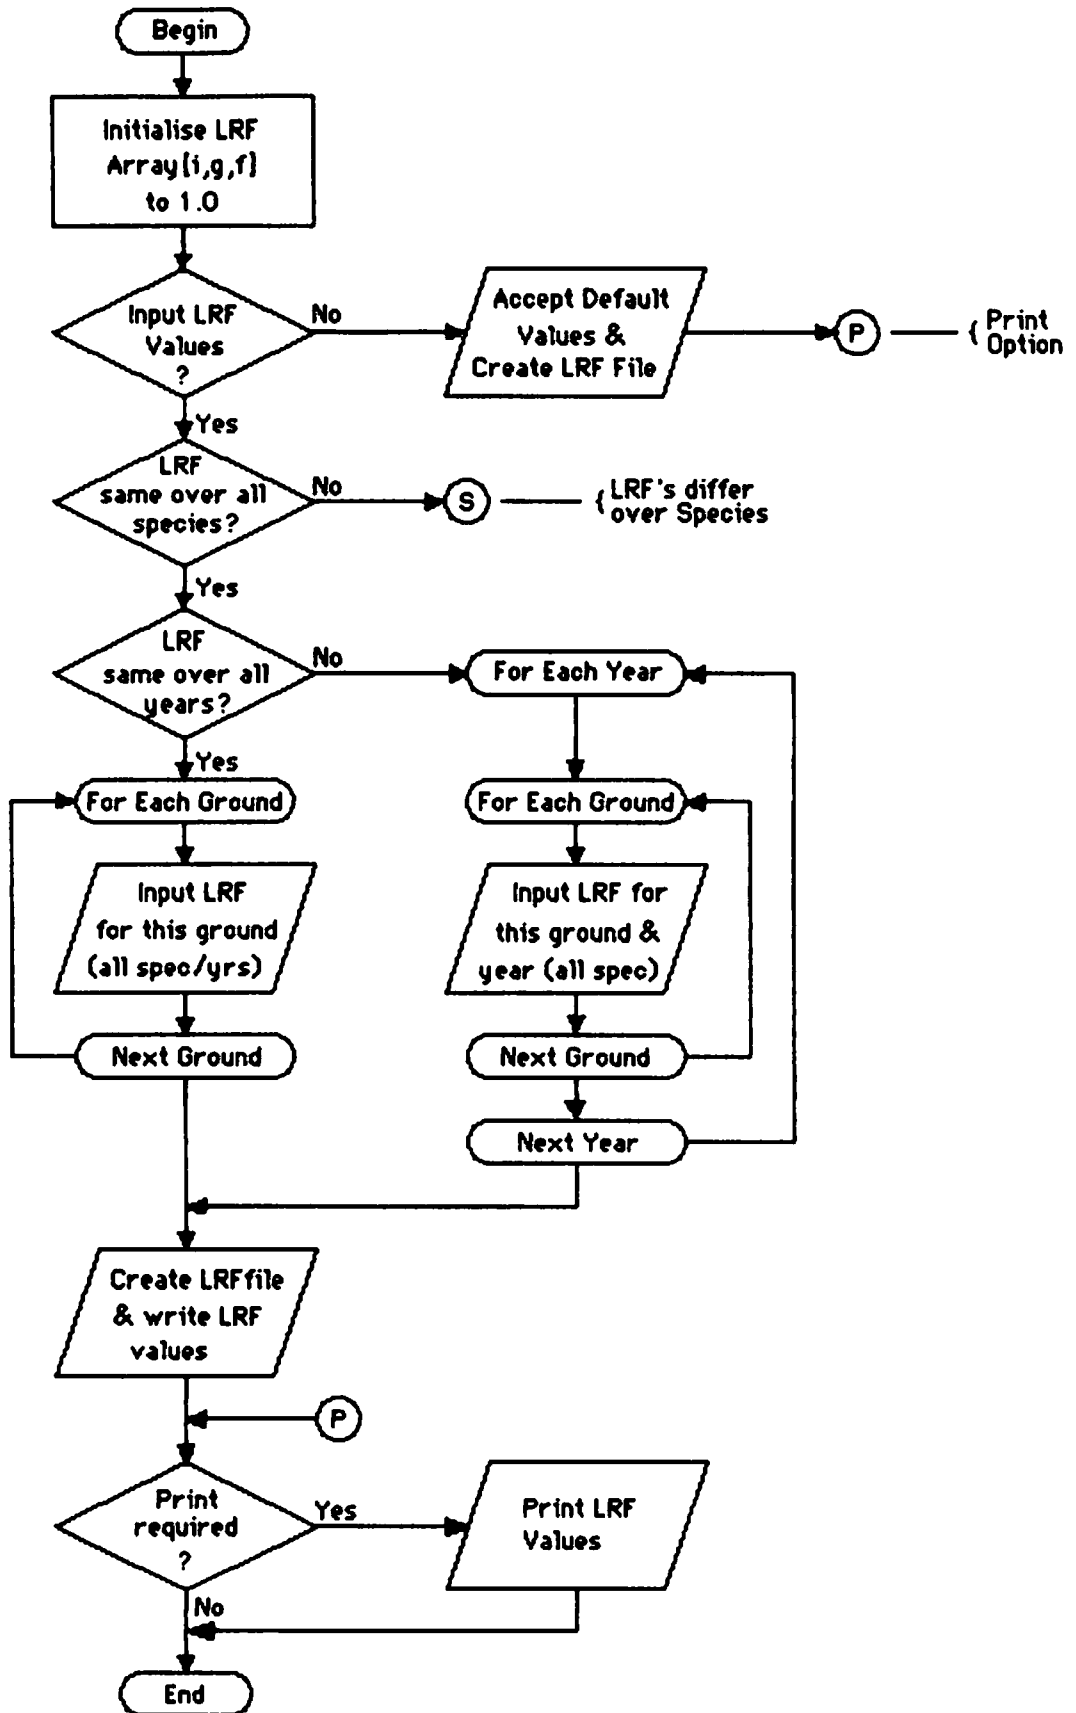 Begin
Initialise LRF
Array[i,g,f]
to 1.0
Input LRF
Values
?
No
Accept Default
Values &
Create LRF File
P
{ Print
Option
Yes
LRF
same over all
species?
No
S
{ LRF's differ
over Species
Yes
LRF
same over all
years?
No
For Each Year
Yes
For Each Ground
For Each Ground
Input LRF
for this ground
(all spec/yrs)
Input LRF for
this ground &
year (all spec)
Next Ground
Next Ground
Next Year
Create LRFfile
& write LRF
values
P
Print
required
?
Yes
Print LRF
Values
No
End